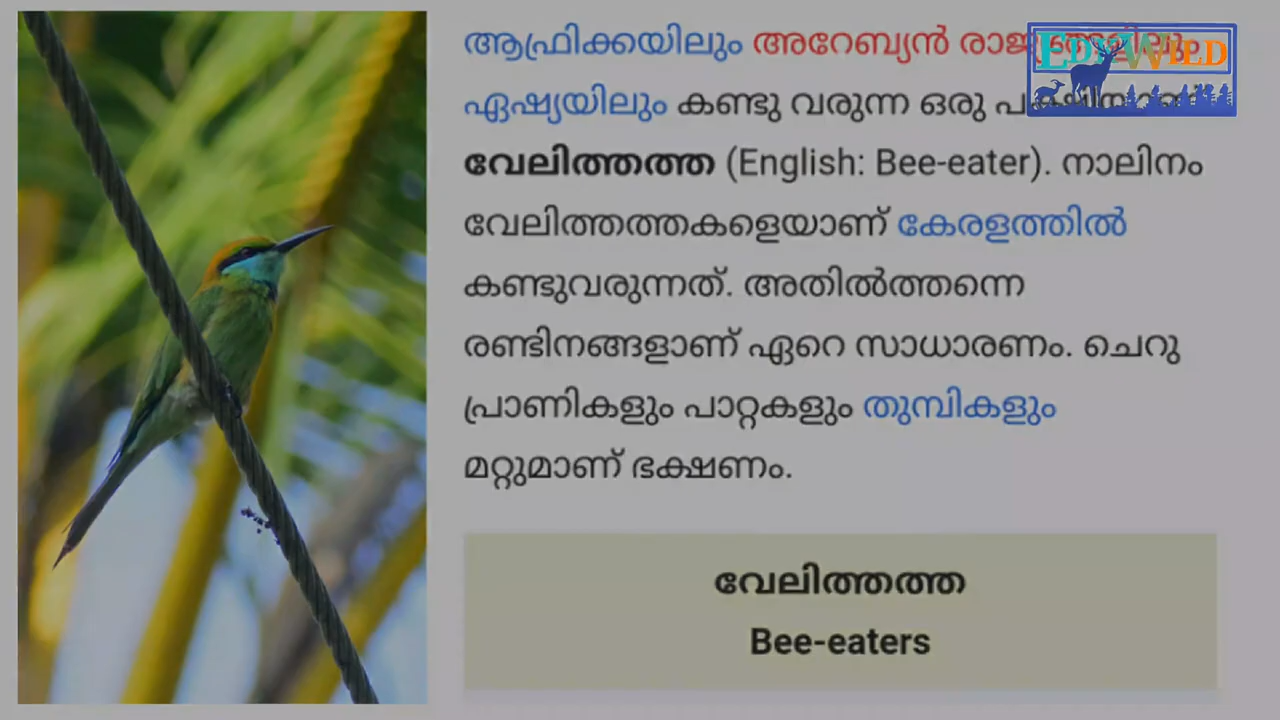 ആഫ്രിക്കയിലും അറേബ്യൻ
ഏഷ്യയിലും കണ്ടു വരുന്ന ഒരു
വേലിത്തത്ത (English: Bee-eater). നാലിനം
വേലിത്തത്തകളെയാണ് കേരളത്തിൽ
കണ്ടുവരുന്നത്. അതിൽത്തന്നെ
രണ്ടിനങ്ങളാണ് ഏറെ സാധാരണം. ചെറു
പ്രാണികളും പാറ്റകളും തുമ്പികളും
മറ്റുമാണ് ഭക്ഷണം.
വേലിത്തത്ത
Bee-eaters